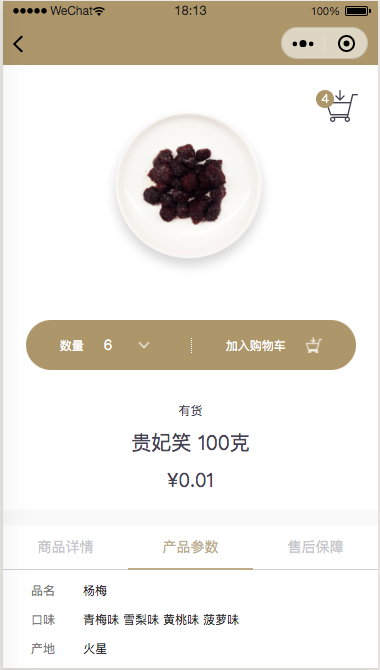 WeChat 18:13 100%
4
数量 6 加入购物车
有货
贵妃笑 100克
¥0.01
商品详情 产品参数 售后保障
品名 杨梅
口味 青梅味 雪梨味 黄桃味 菠萝味
产地 火星